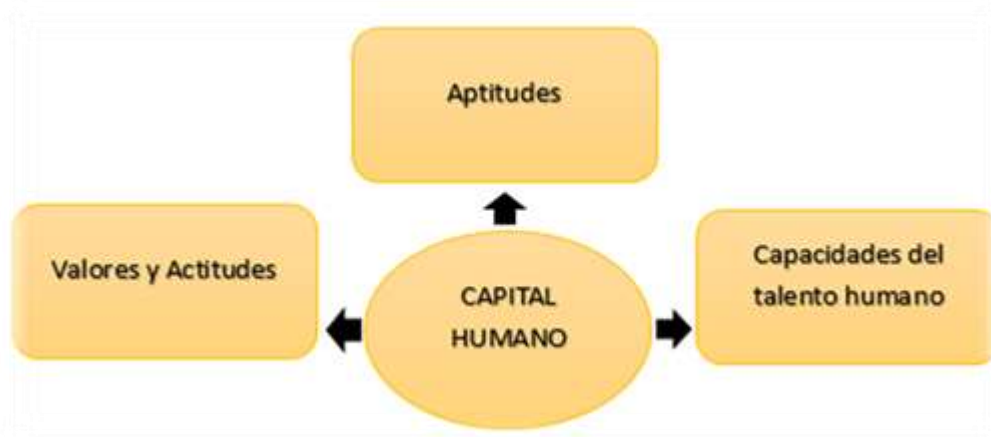 Aptitudes
Valores y Actitudes
Capacidades del
talento humano
CAPITAL
HUMANO